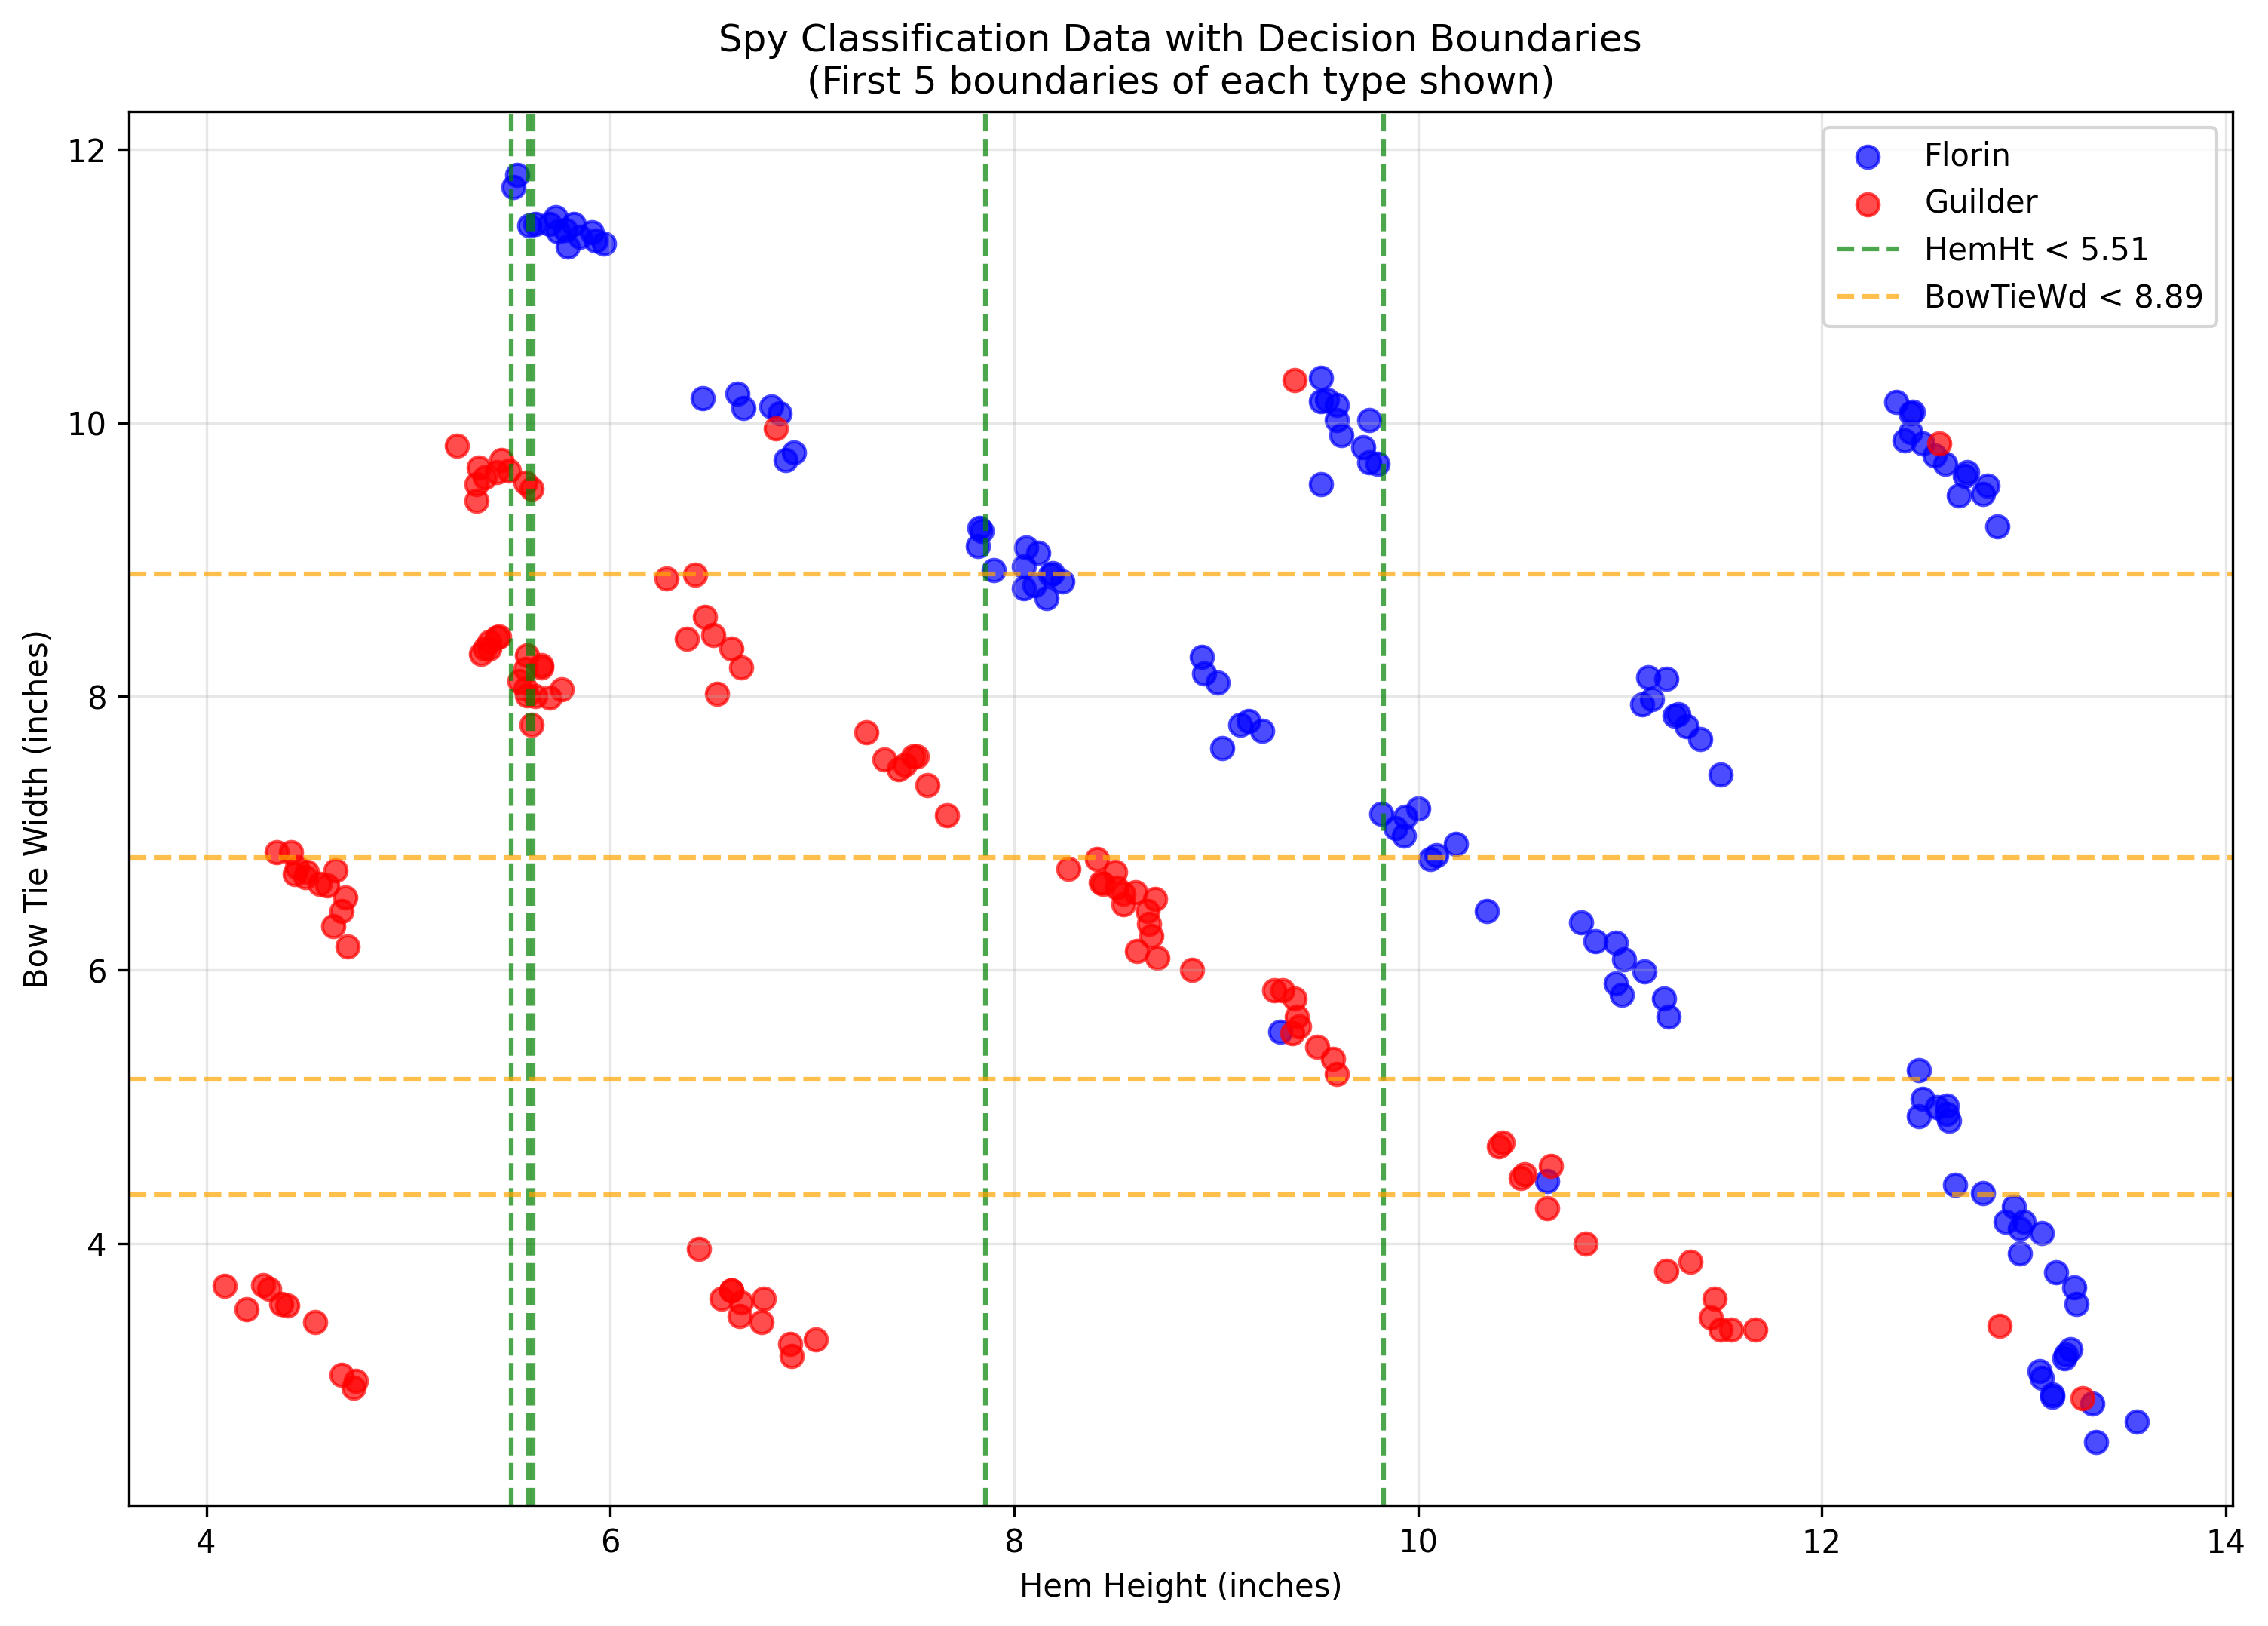 Spy Classification Data with Decision Boundaries
(First 5 boundaries of each type shown)
Florin
Guilder
HemHt < 5.51
BowTieWd < 8.89
Bow Tie Width (inches)
12
10
8
6
4
4
6
8
10
12
14
Hem Height (inches)